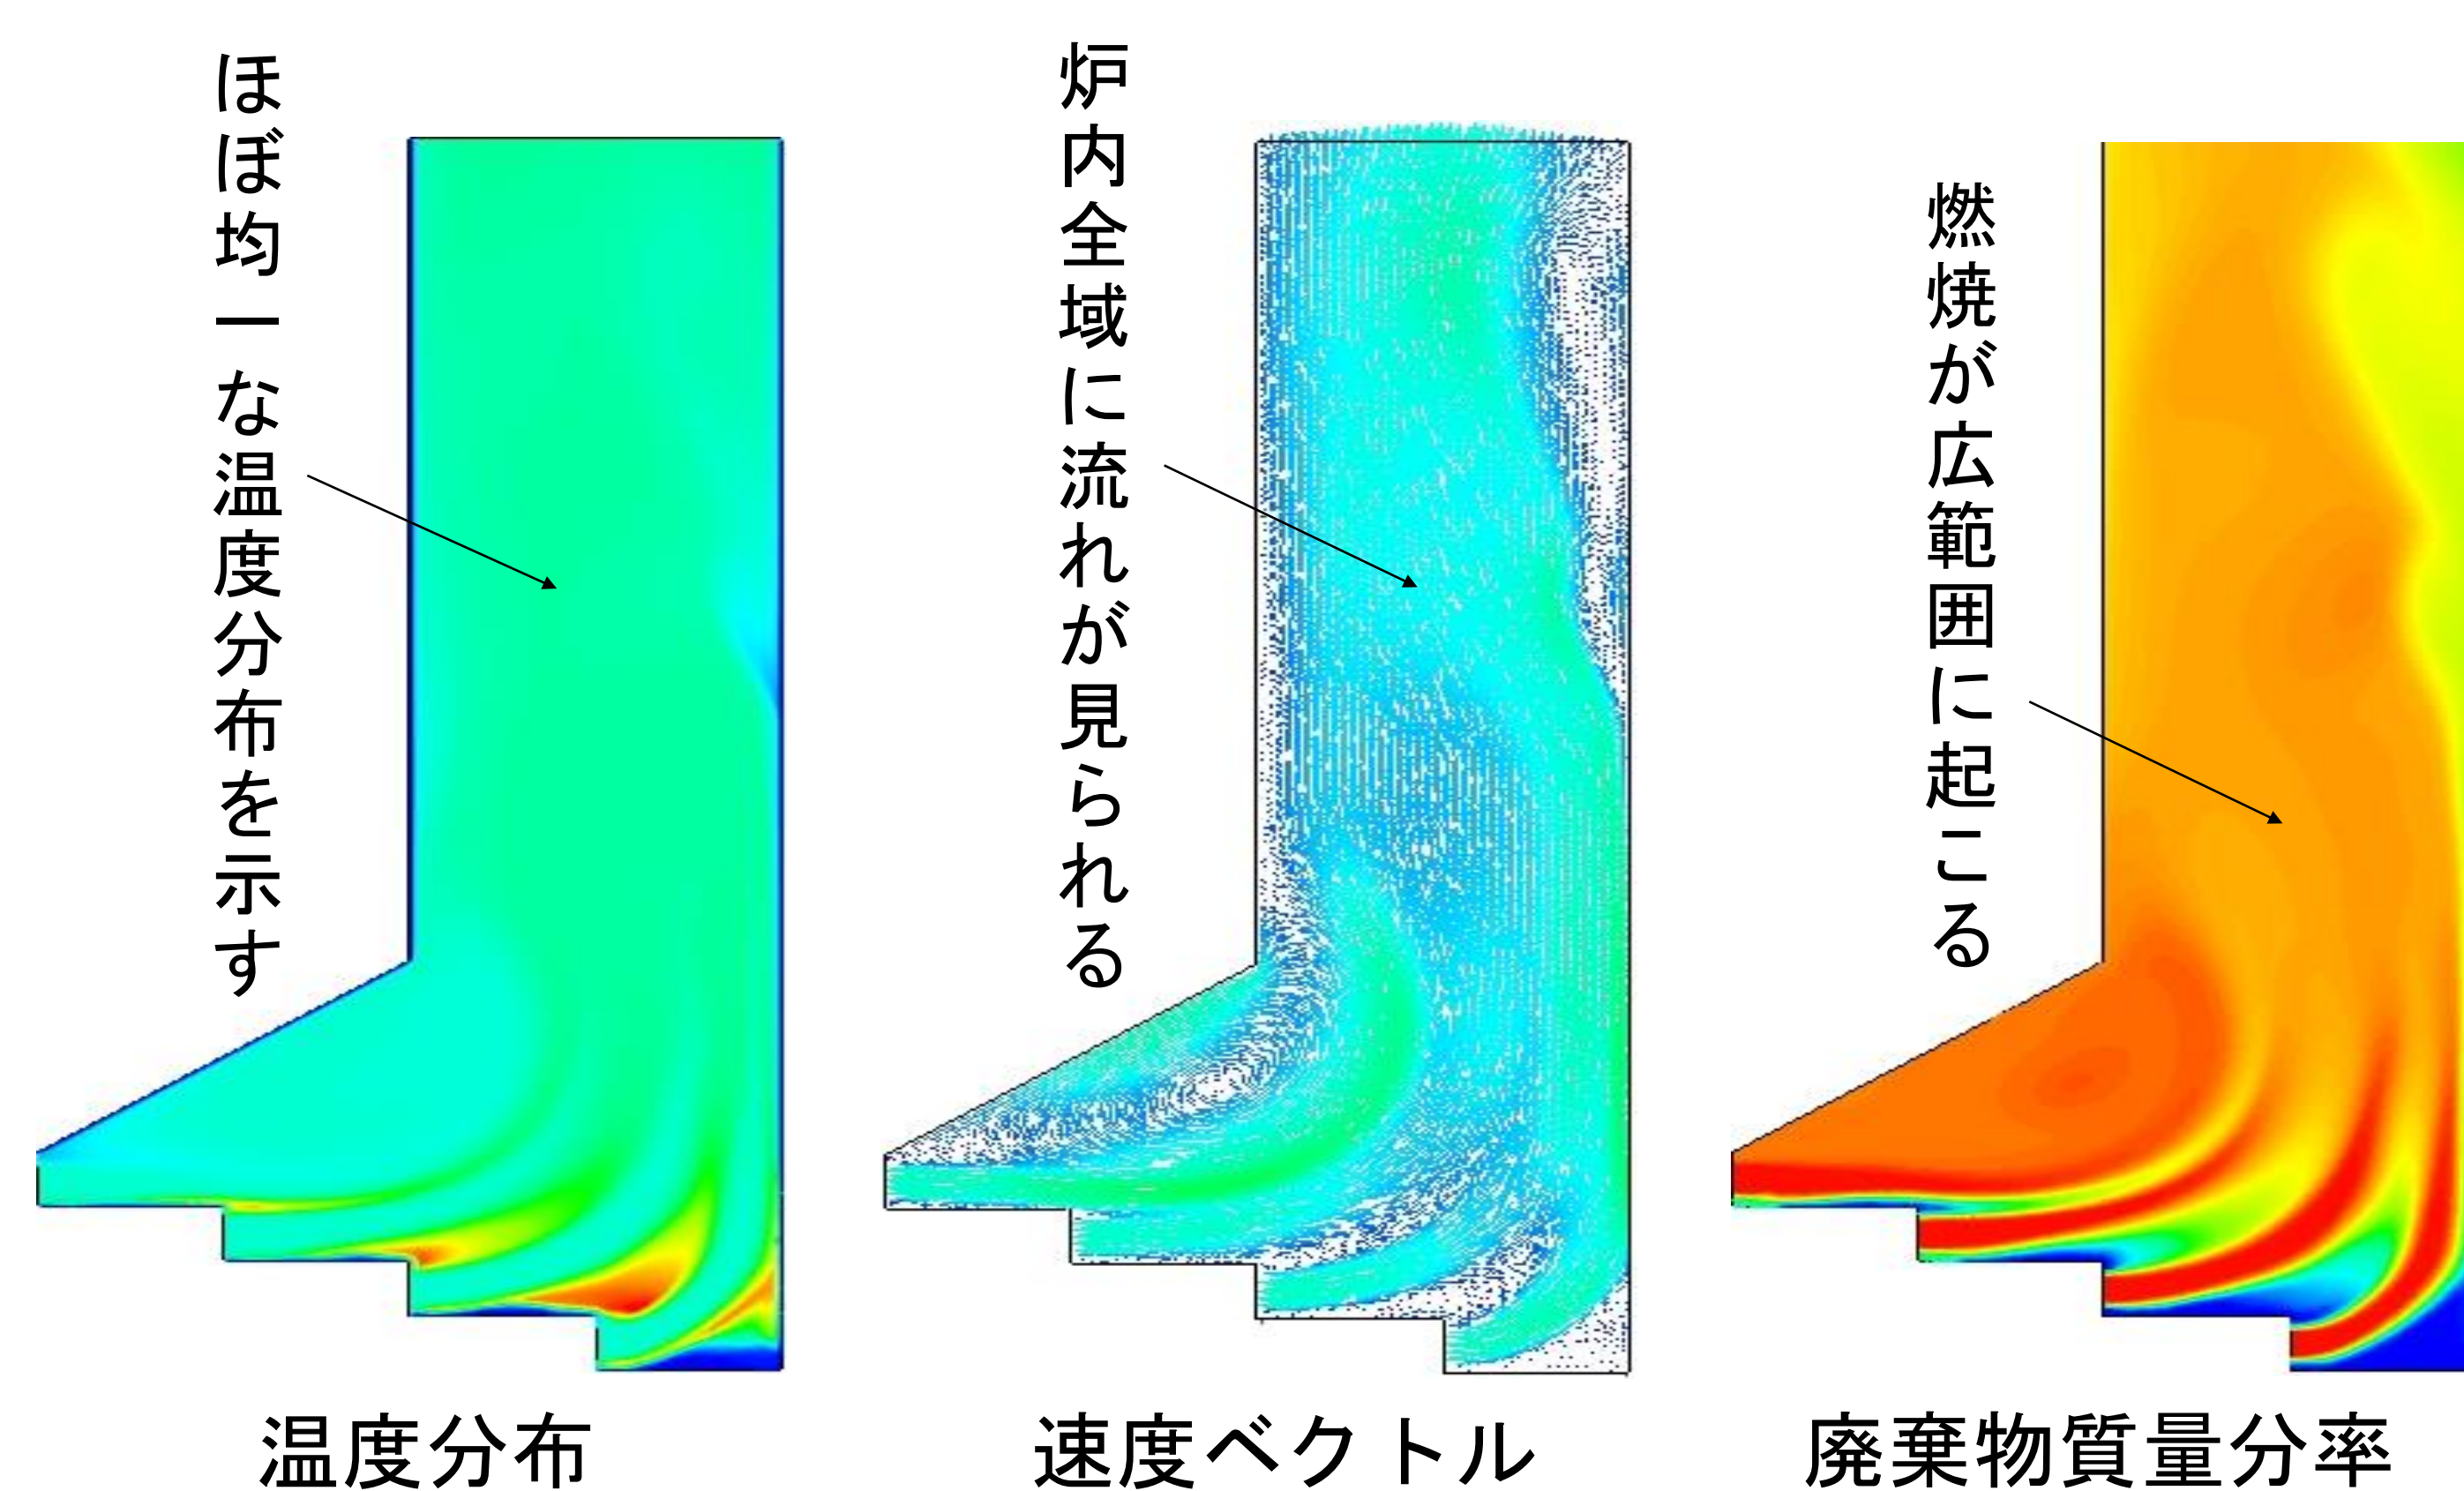 ほぼ均一な温度分布を示す
温度分布
炉内全域に流れが見られる
速度ベクトル
燃焼が広範囲に起こる
廃棄物質量分率